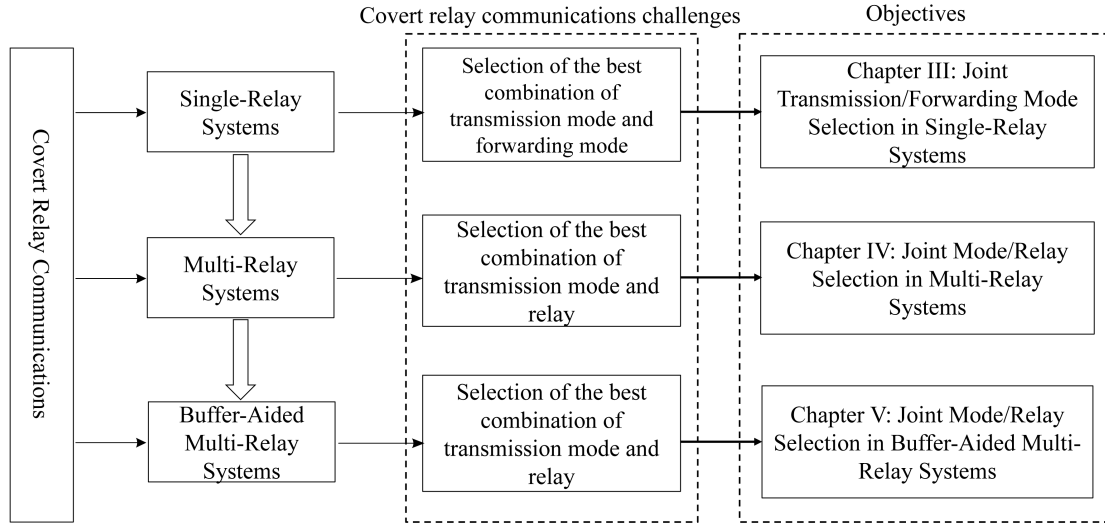 Covert relay communications challenges
Objectives
Covert Relay Communications
Single-Relay
Systems
Selection of the best
combination of
transmission mode and
forwarding mode
Chapter III: Joint
Transmission/Forwarding Mode
Selection in Single-Relay
Systems
Multi-Relay
Systems
Selection of the best
combination of
transmission mode and
relay
Chapter IV: Joint Mode/Relay
Selection in Multi-Relay
Systems
Buffer-Aided
Multi-Relay
Systems
Selection of the best
combination of
transmission mode and
relay
Chapter V: Joint Mode/Relay
Selection in Buffer-Aided Multi-
Relay Systems